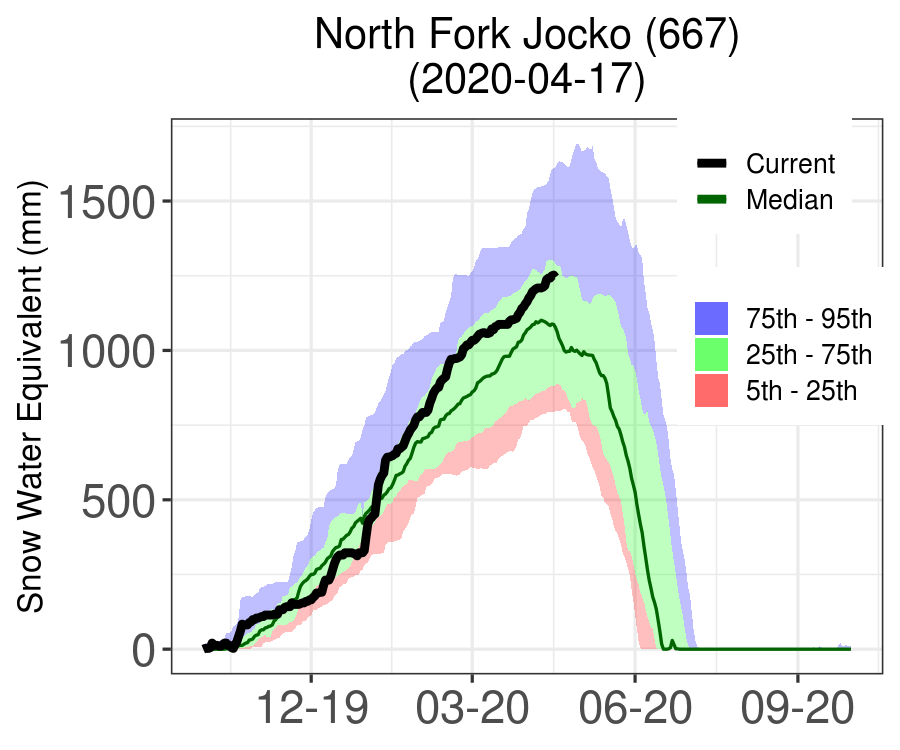 North Fork Jocko (667)
(2020-04-17)
Current
Median
75th - 95th
25th - 75th
5th - 25th
Snow Water Equivalent (mm)
1500
1000
500
0
12-19
03-20
06-20
09-20